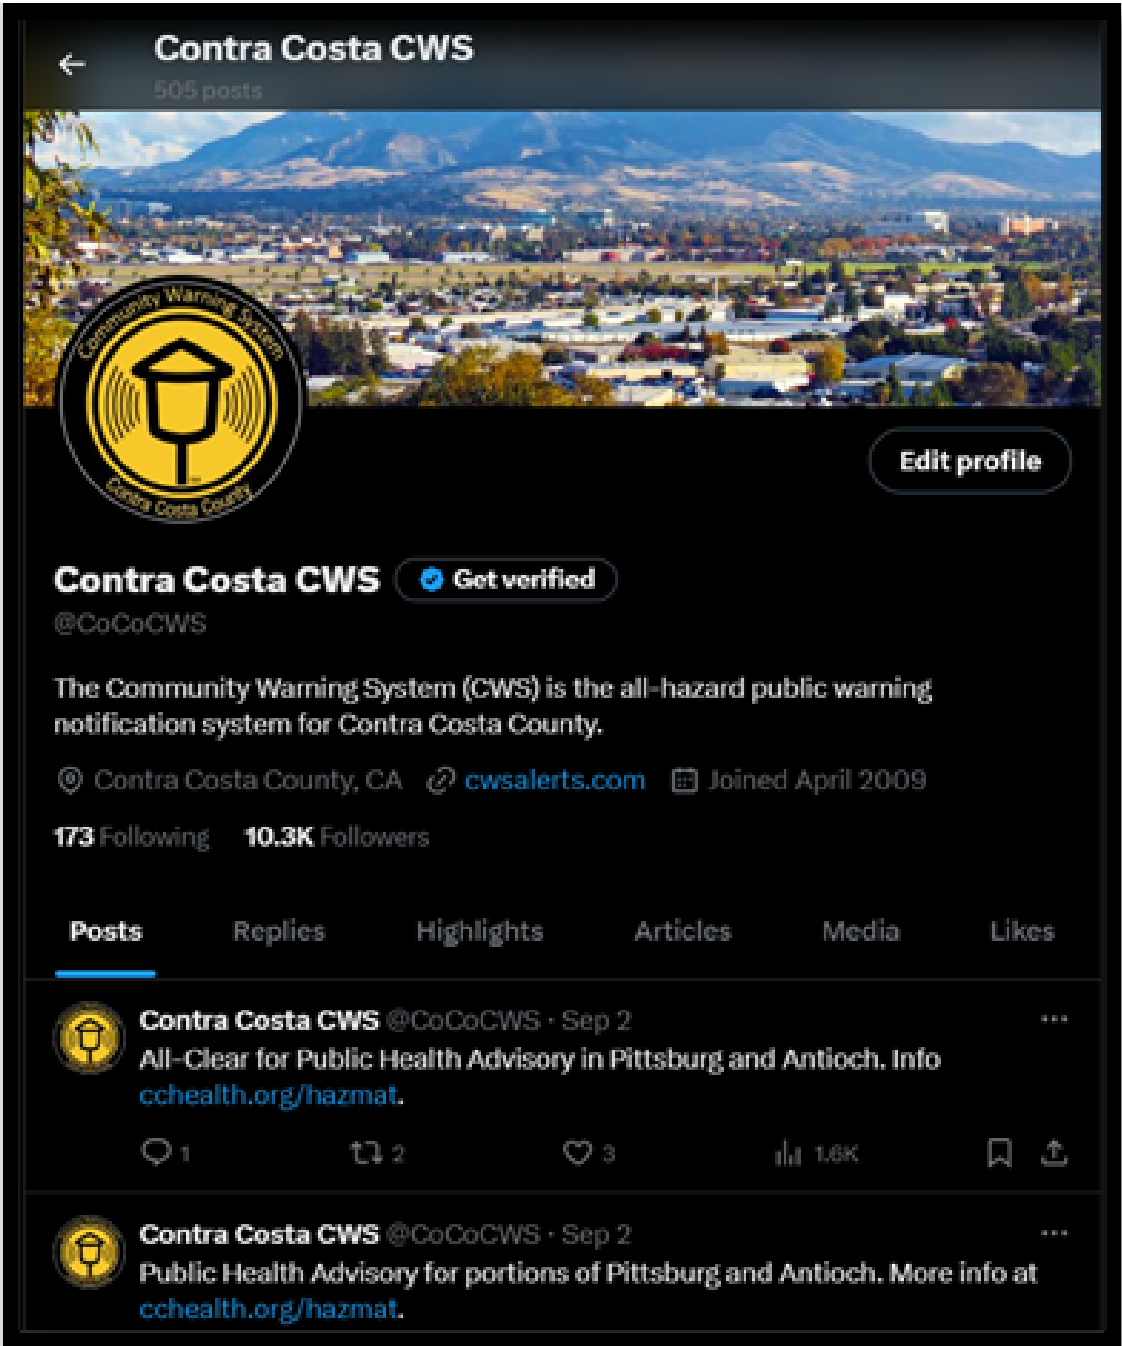 Contra Costa CWS
505 posts
Community Warning System
Contra Costa County
Edit profile
Contra Costa CWS Get verified
@CoCoCWS
The Community Warning System (CWS) is the all-hazard public warning
notification system for Contra Costa County.
Contra Costa County, CA cwsalerts.com Joined April 2009
173 Following 10.3K Followers
Posts Replies Highlights Articles Media Likes
Contra Costa CWS @CoCoCWS · Sep 2 ···
All-Clear for Public Health Advisory in Pittsburg and Antioch. Info
cchealth.org/hazmat.
1 2 3 1.6K
Contra Costa CWS @CoCoCWS · Sep 2 ···
Public Health Advisory for portions of Pittsburg and Antioch. More info at
cchealth.org/hazmat.